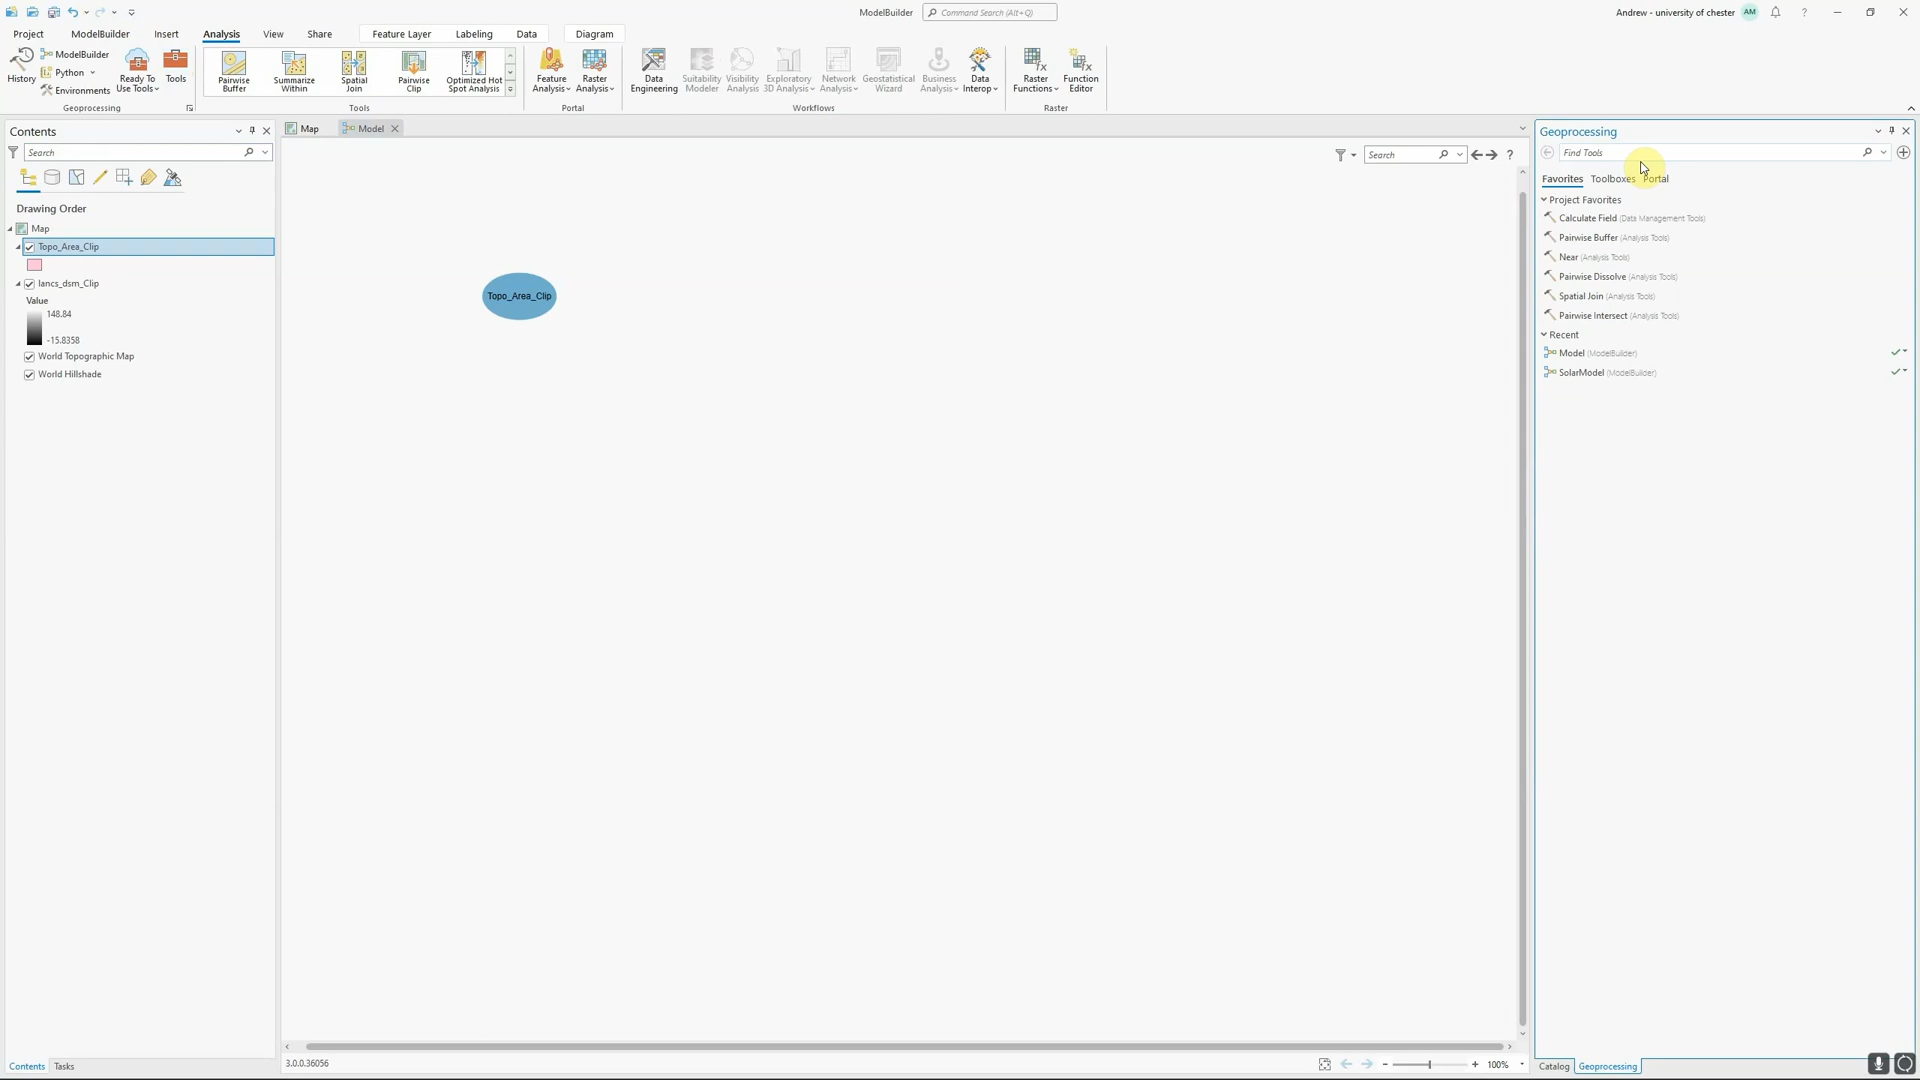 ModelBuilder
Command Search (Alt+Q)
Andrew - university of chester
AM
?
Project
ModelBuilder
Insert
Analysis
View
Share
Feature Layer
Labeling
Data
Diagram
History
ModelBuilder
Python
Environments
Ready To
Use Tools
Tools
Geoprocessing
Pairwise
Buffer
Summarize
Within
Spatial
Join
Pairwise
Clip
Optimized Hot
Spot Analysis
Tools
Feature
Analysis
Raster
Analysis
Portal
Data
Engineering
Suitability
Modeler
Visibility
Analysis
Exploratory
3D Analysis
Network
Analysis
Geostatistical
Wizard
Business
Analysis
Data
Interop
Workflows
Raster
Functions
Function
Editor
Raster
Contents
Search
Drawing Order
Map
Topo_Area_Clip
lancs_dsm_Clip
Value
148.84
-15.8358
World Topographic Map
World Hillshade
Contents
Tasks
Map
Model
Search
?
Topo_Area_Clip
3.0.0.36056
100%
Geoprocessing
Find Tools
Favorites
Toolboxes
Portal
Project Favorites
Calculate Field (Data Management Tools)
Pairwise Buffer (Analysis Tools)
Near (Analysis Tools)
Pairwise Dissolve (Analysis Tools)
Spatial Join (Analysis Tools)
Pairwise Intersect (Analysis Tools)
Recent
Model (ModelBuilder)
SolarModel (ModelBuilder)
Catalog
Geoprocessing